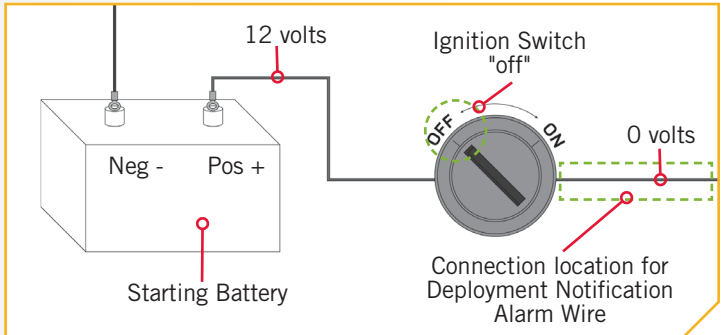 12 volts
Ignition Switch
"off"
OFF
ON
0 volts
Neg -
Pos +
Starting Battery
Connection location for
Deployment Notification
Alarm Wire